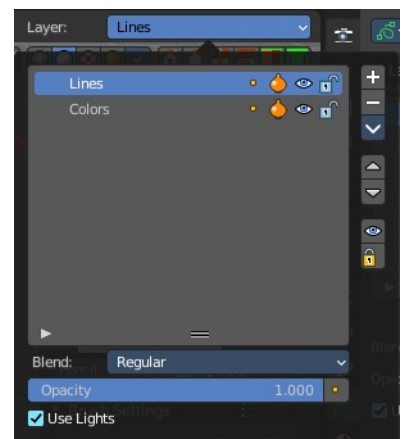 Layer: Lines
Lines
Colors
Blend: Regular
Opacity 1.000
Use Lights